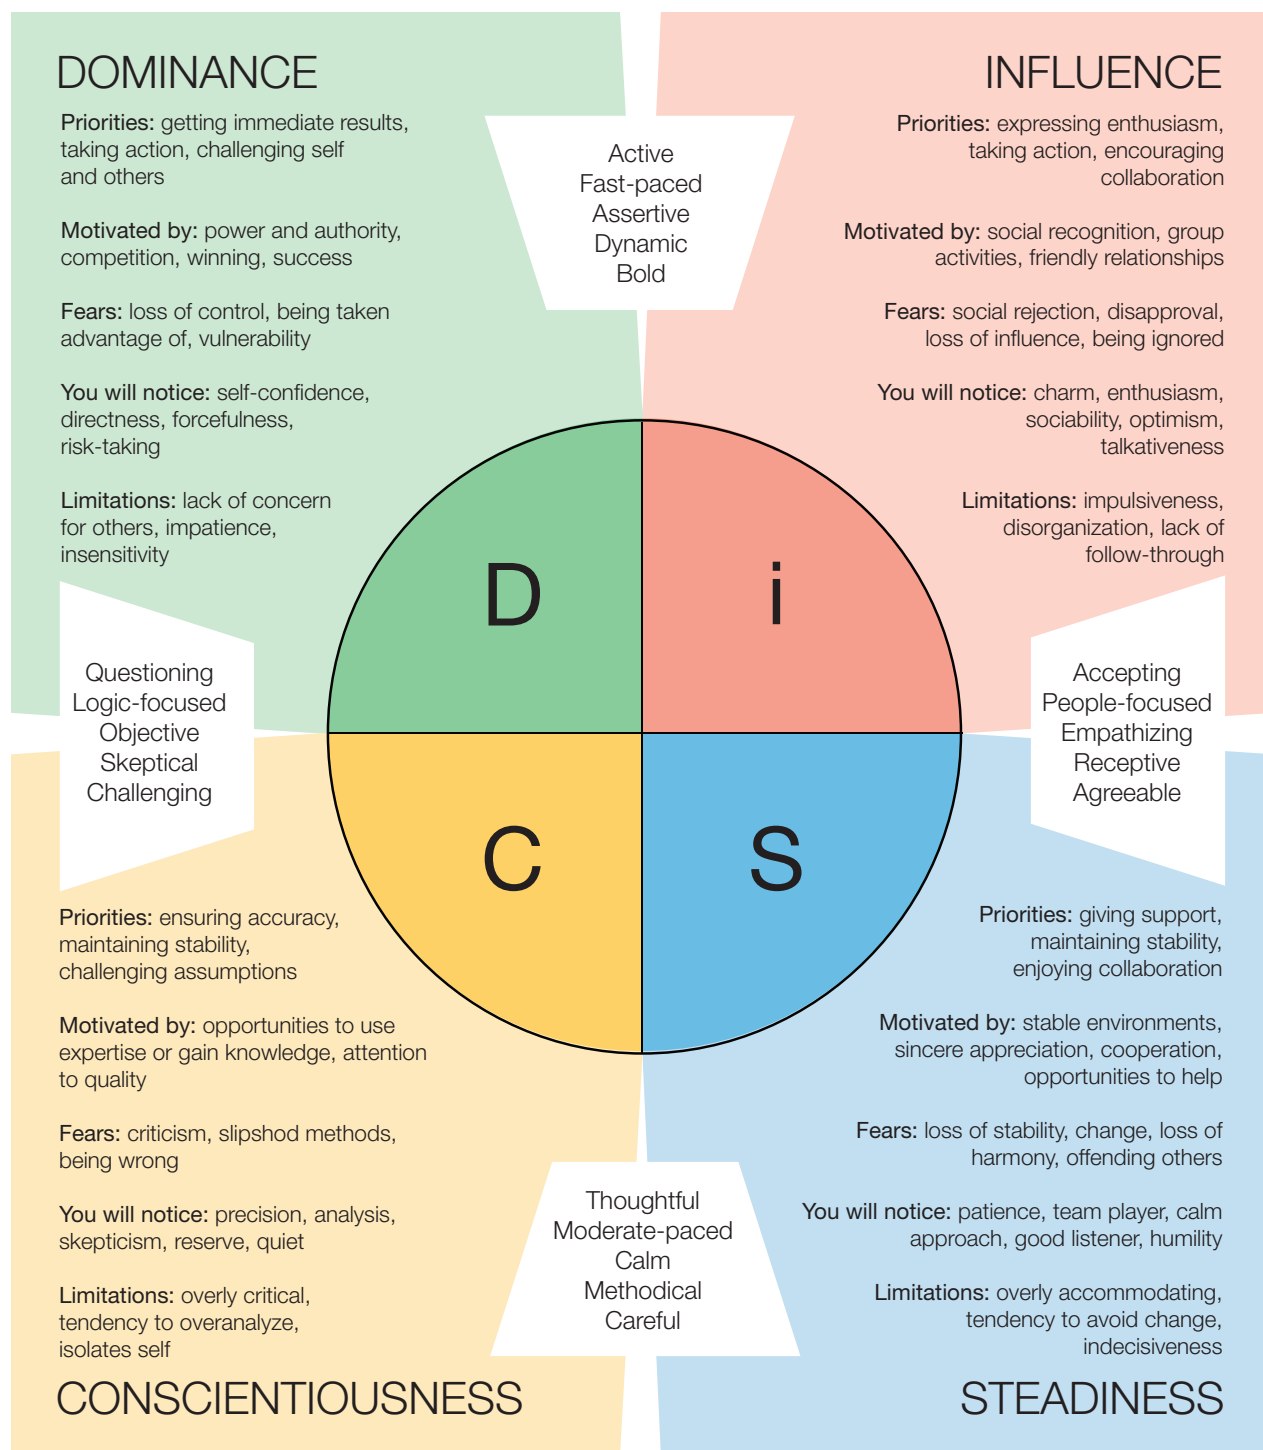 DOMINANCE
Priorities: getting immediate results,
taking action, challenging self
and others
Motivated by: power and authority,
competition, winning, success
Fears: loss of control, being taken
advantage of, vulnerability
You will notice: self-confidence,
directness, forcefulness,
risk-taking
Limitations: lack of concern
for others, impatience,
insensitivity
Active
Fast-paced
Assertive
Dynamic
Bold
INFLUENCE
Priorities: expressing enthusiasm,
taking action, encouraging
collaboration
Motivated by: social recognition, group
activities, friendly relationships
Fears: social rejection, disapproval,
loss of influence, being ignored
You will notice: charm, enthusiasm,
sociability, optimism,
talkativeness
Limitations: impulsiveness,
disorganization, lack of
follow-through
Questioning
Logic-focused
Objective
Skeptical
Challenging
D
i
C
S
Accepting
People-focused
Empathizing
Receptive
Agreeable
Priorities: ensuring accuracy,
maintaining stability,
challenging assumptions
Motivated by: opportunities to use
expertise or gain knowledge, attention
to quality
Fears: criticism, slipshod methods,
being wrong
You will notice: precision, analysis,
skepticism, reserve, quiet
Limitations: overly critical,
tendency to overanalyze,
isolates self
CONSCIENTIOUSNESS
Thoughtful
Moderate-paced
Calm
Methodical
Careful
Priorities: giving support,
maintaining stability,
enjoying collaboration
Motivated by: stable environments,
sincere appreciation, cooperation,
opportunities to help
Fears: loss of stability, change, loss of
harmony, offending others
You will notice: patience, team player, calm
approach, good listener, humility
Limitations: overly accommodating,
tendency to avoid change,
indecisiveness
STEADINESS